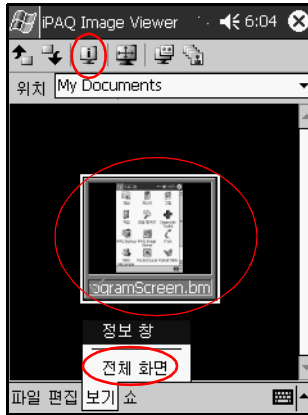 iPAQ Image Viewer 6:04
위치 My Documents
ogramScreen.bm
정보 창
전체 화면
파일 편집 보기 쇼